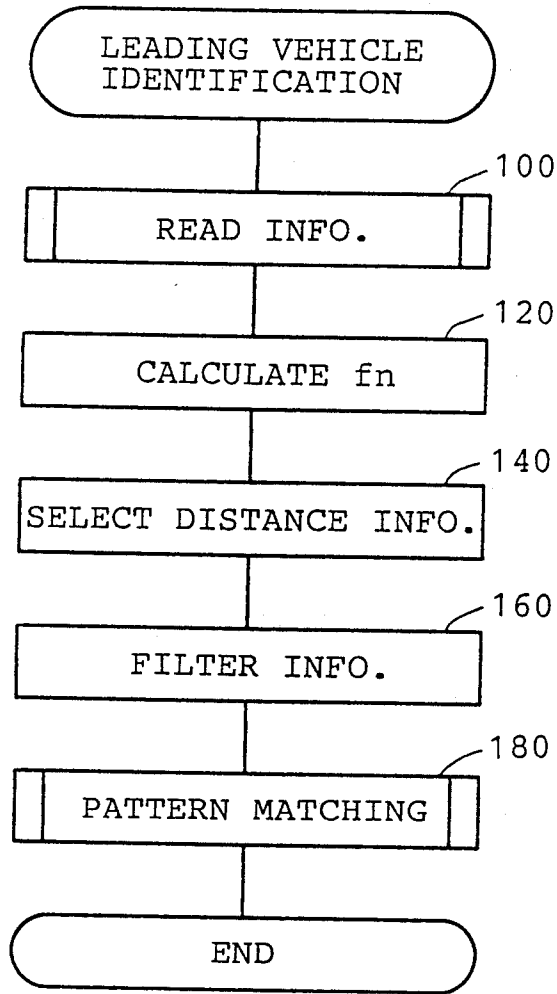 LEADING VEHICLE
IDENTIFICATION
100
READ INFO.
120
CALCULATE fn
140
SELECT DISTANCE INFO.
160
FILTER INFO.
180
PATTERN MATCHING
END